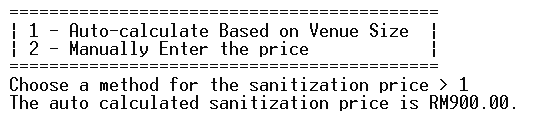 ===========================================
| 1 - Auto-calculate Based on Venue Size  |
| 2 - Manually Enter the price            |
===========================================
Choose a method for the sanitization price > 1
The auto calculated sanitization price is RM900.00.